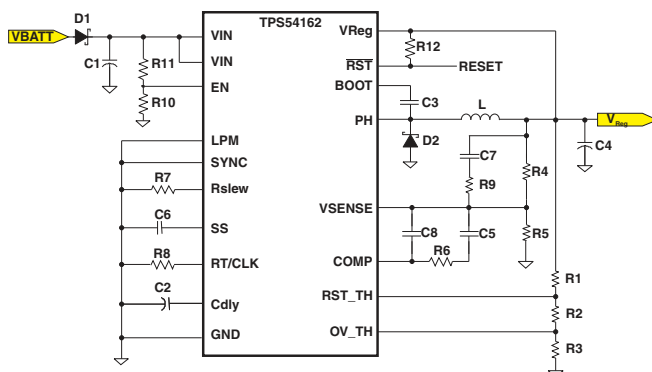 TPS54162
D1
VBATT
C1
R11
R10
VIN
VIN
EN
LPM
SYNC
R7
Rslew
C6
SS
R8
RT/CLK
C2
Cdly
GND
VReg
R12
RST
RESET
BOOT
C3
PH
L
D2
VReg
C4
C7
R4
R9
VSENSE
C8
C5
R5
R6
COMP
R1
RST_TH
R2
OV_TH
R3